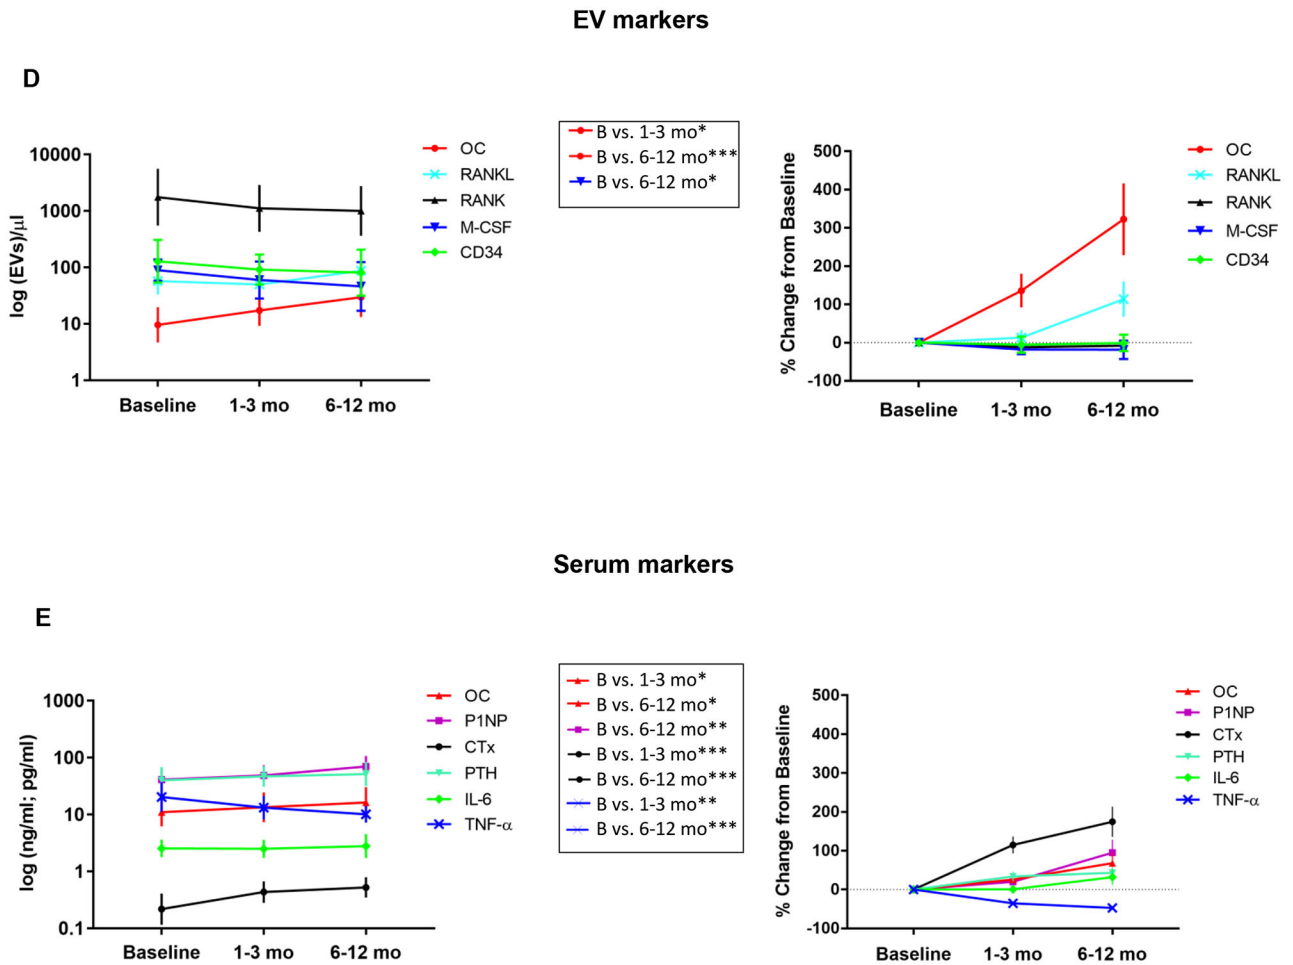 EV markers
D
log (EVs)/μl
10000
1000
100
10
1
Baseline
1-3 mo
6-12 mo
OC
RANKL
RANK
M-CSF
CD34
B vs. 1-3 mo*
B vs. 6-12 mo***
B vs. 6-12 mo*
% Change from Baseline
500
400
300
200
100
0
-100
Baseline
1-3 mo
6-12 mo
OC
RANKL
RANK
M-CSF
CD34
Serum markers
E
log (ng/ml; pg/ml)
1000
100
10
1
0.1
Baseline
1-3 mo
6-12 mo
OC
P1NP
CTx
PTH
IL-6
TNF-α
B vs. 1-3 mo*
B vs. 6-12 mo*
B vs. 6-12 mo**
B vs. 1-3 mo***
B vs. 6-12 mo***
B vs. 1-3 mo**
B vs. 6-12 mo***
% Change from Baseline
500
400
300
200
100
0
-100
Baseline
1-3 mo
6-12 mo
OC
P1NP
CTx
PTH
IL-6
TNF-α